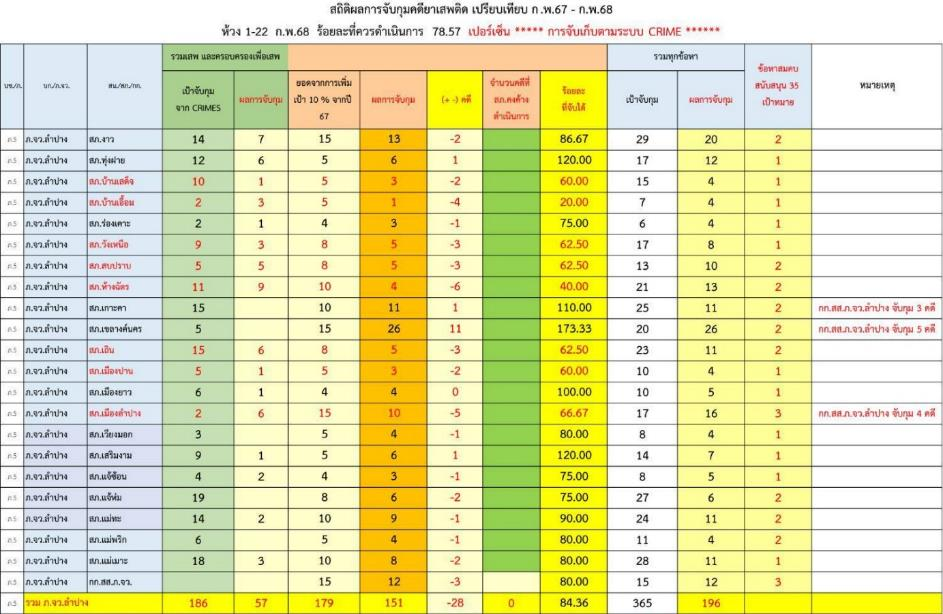 สถิติผลการจับกุมคดียาเสพติด เปรียบเทียบ ก.พ.67 - ก.พ.68
ห้วง 1-22 ก.พ.68 ร้อยละที่ควรดำเนินการ 78.57 เปอร์เซ็น ***** การจับเก็บตามระบบ CRIME ******
รวมเสพ และครอบครองเพื่อเสพ รวมทุกข้อหา
บช./ภ. บก./ภ.จว. สน./สภ./กก. เป้าจับกุม จาก CRIMES ผลการจับกุม ยอดจากการเพิ่ม เป้า 10 % จากปี 67 ผลการจับกุม (+ -) คดี จำนวนคดีที่ สภ.คงค้าง ดำเนินการ ร้อยละ ที่จับได้ เป้าจับกุม ผลการจับกุม ข้อหาสมคบ สนับสนุน 35 เป้าหมาย หมายเหตุ
ภ.5 ภ.จว.ลำปาง สภ.งาว 14 7 15 13 -2 86.67 29 20 2
ภ.5 ภ.จว.ลำปาง สภ.ทุ่งฝาย 12 6 5 6 1 120.00 17 12 1
ภ.5 ภ.จว.ลำปาง สภ.บ้านเสด็จ 10 1 5 3 -2 60.00 15 4 1
ภ.5 ภ.จว.ลำปาง สภ.บ้านเอื้อม 2 3 5 1 -4 20.00 7 4 1
ภ.5 ภ.จว.ลำปาง สภ.ร่องเคาะ 2 1 4 3 -1 75.00 6 4 1
ภ.5 ภ.จว.ลำปาง สภ.วังเหนือ 9 3 8 5 -3 62.50 17 8 1
ภ.5 ภ.จว.ลำปาง สภ.สบปราบ 5 5 8 5 -3 62.50 13 10 2
ภ.5 ภ.จว.ลำปาง สภ.ห้างฉัตร 11 9 10 4 -6 40.00 21 13 2
ภ.5 ภ.จว.ลำปาง สภ.เกาะคา 15 10 11 1 110.00 25 11 2 กก.สส.ภ.จว.ลำปาง จับกุม 3 คดี
ภ.5 ภ.จว.ลำปาง สภ.เขลางค์นคร 5 15 26 11 173.33 20 26 2 กก.สส.ภ.จว.ลำปาง จับกุม 5 คดี
ภ.5 ภ.จว.ลำปาง สภ.เถิน 15 6 8 5 -3 62.50 23 11 2
ภ.5 ภ.จว.ลำปาง สภ.เมืองปาน 5 1 5 3 -2 60.00 10 4 1
ภ.5 ภ.จว.ลำปาง สภ.เมืองยาว 6 1 4 4 0 100.00 10 5 1
ภ.5 ภ.จว.ลำปาง สภ.เมืองลำปาง 2 6 15 10 -5 66.67 17 16 3 กก.สส.ภ.จว.ลำปาง จับกุม 4 คดี
ภ.5 ภ.จว.ลำปาง สภ.เวียงมอก 3 5 4 -1 80.00 8 4 1
ภ.5 ภ.จว.ลำปาง สภ.เสริมงาม 9 1 5 6 1 120.00 14 7 1
ภ.5 ภ.จว.ลำปาง สภ.แจ้ซ้อน 4 2 4 3 -1 75.00 8 5 1
ภ.5 ภ.จว.ลำปาง สภ.แจ้ห่ม 19 8 6 -2 75.00 27 6 2
ภ.5 ภ.จว.ลำปาง สภ.แม่ทะ 14 2 10 9 -1 90.00 24 11 2
ภ.5 ภ.จว.ลำปาง สภ.แม่พริก 6 5 4 -1 80.00 11 4 2
ภ.5 ภ.จว.ลำปาง สภ.แม่เมาะ 18 3 10 8 -2 80.00 28 11 1
ภ.5 ภ.จว.ลำปาง กก.สส.ภ.จว. 15 12 -3 80.00 15 12 3
ภ.5 รวม ภ.จว.ลำปาง 186 57 179 151 -28 0 84.36 365 196